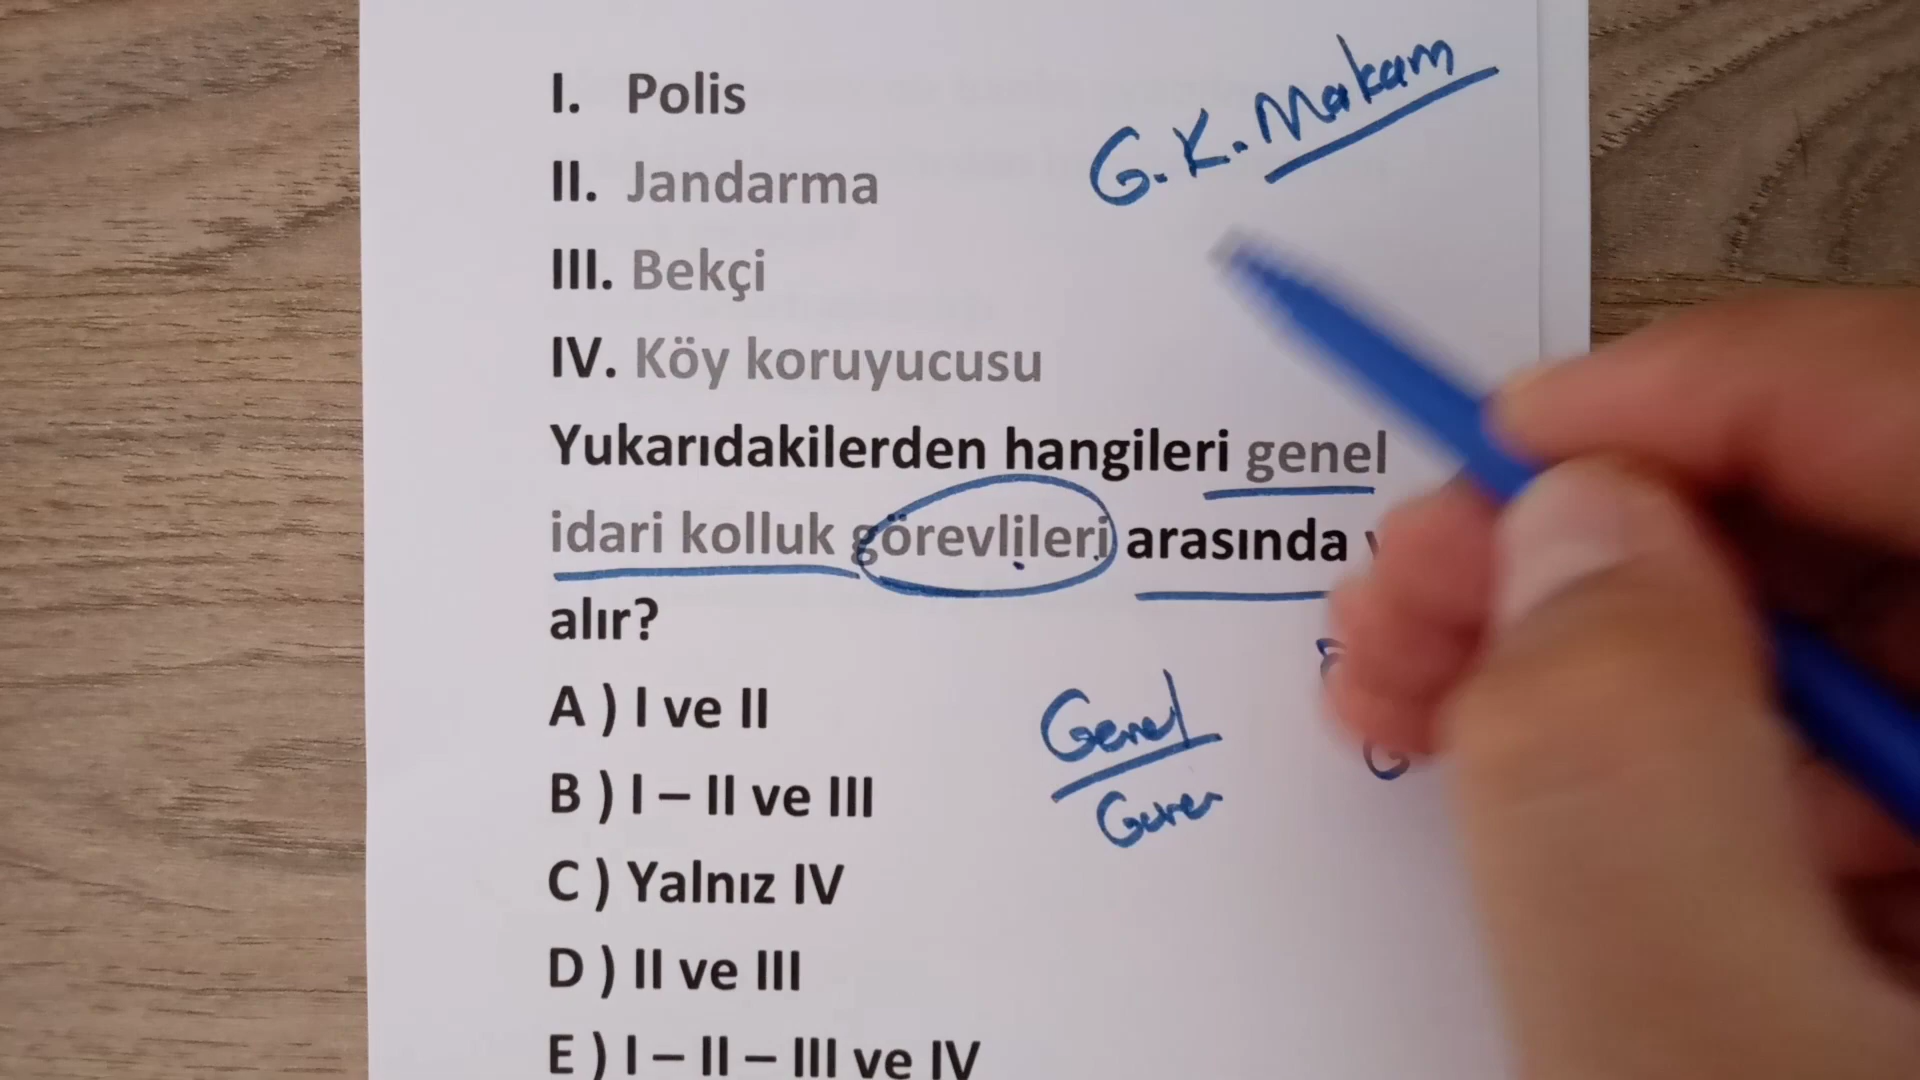 I. Polis
G.K. Makam
II. Jandarma
III. Bekçi
IV. Köy koruyucusu
Yukarıdakilerden hangileri genel
idari kolluk görevlileri arasında
alır?
A ) I ve II
Genel
B ) I – II ve III
C ) Yalnız IV
D ) II ve III
E ) I – II – III ve IV